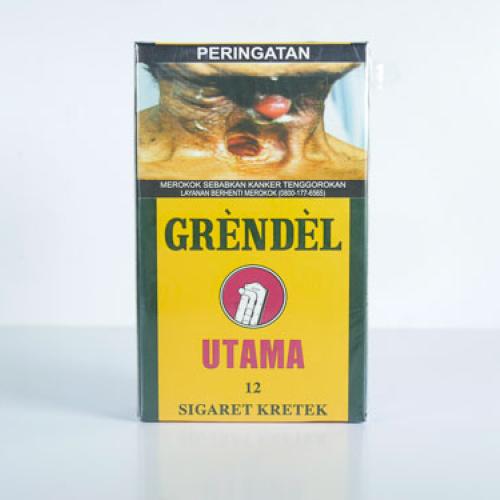 PERINGATAN
MEROKOK SEBABKAN KANKER TENGGOROKAN
LAYANAN BERHENTI MEROKOK (0800-177-6565)
GRÈNDÈL
UTAMA
12
SIGARET KRETEK